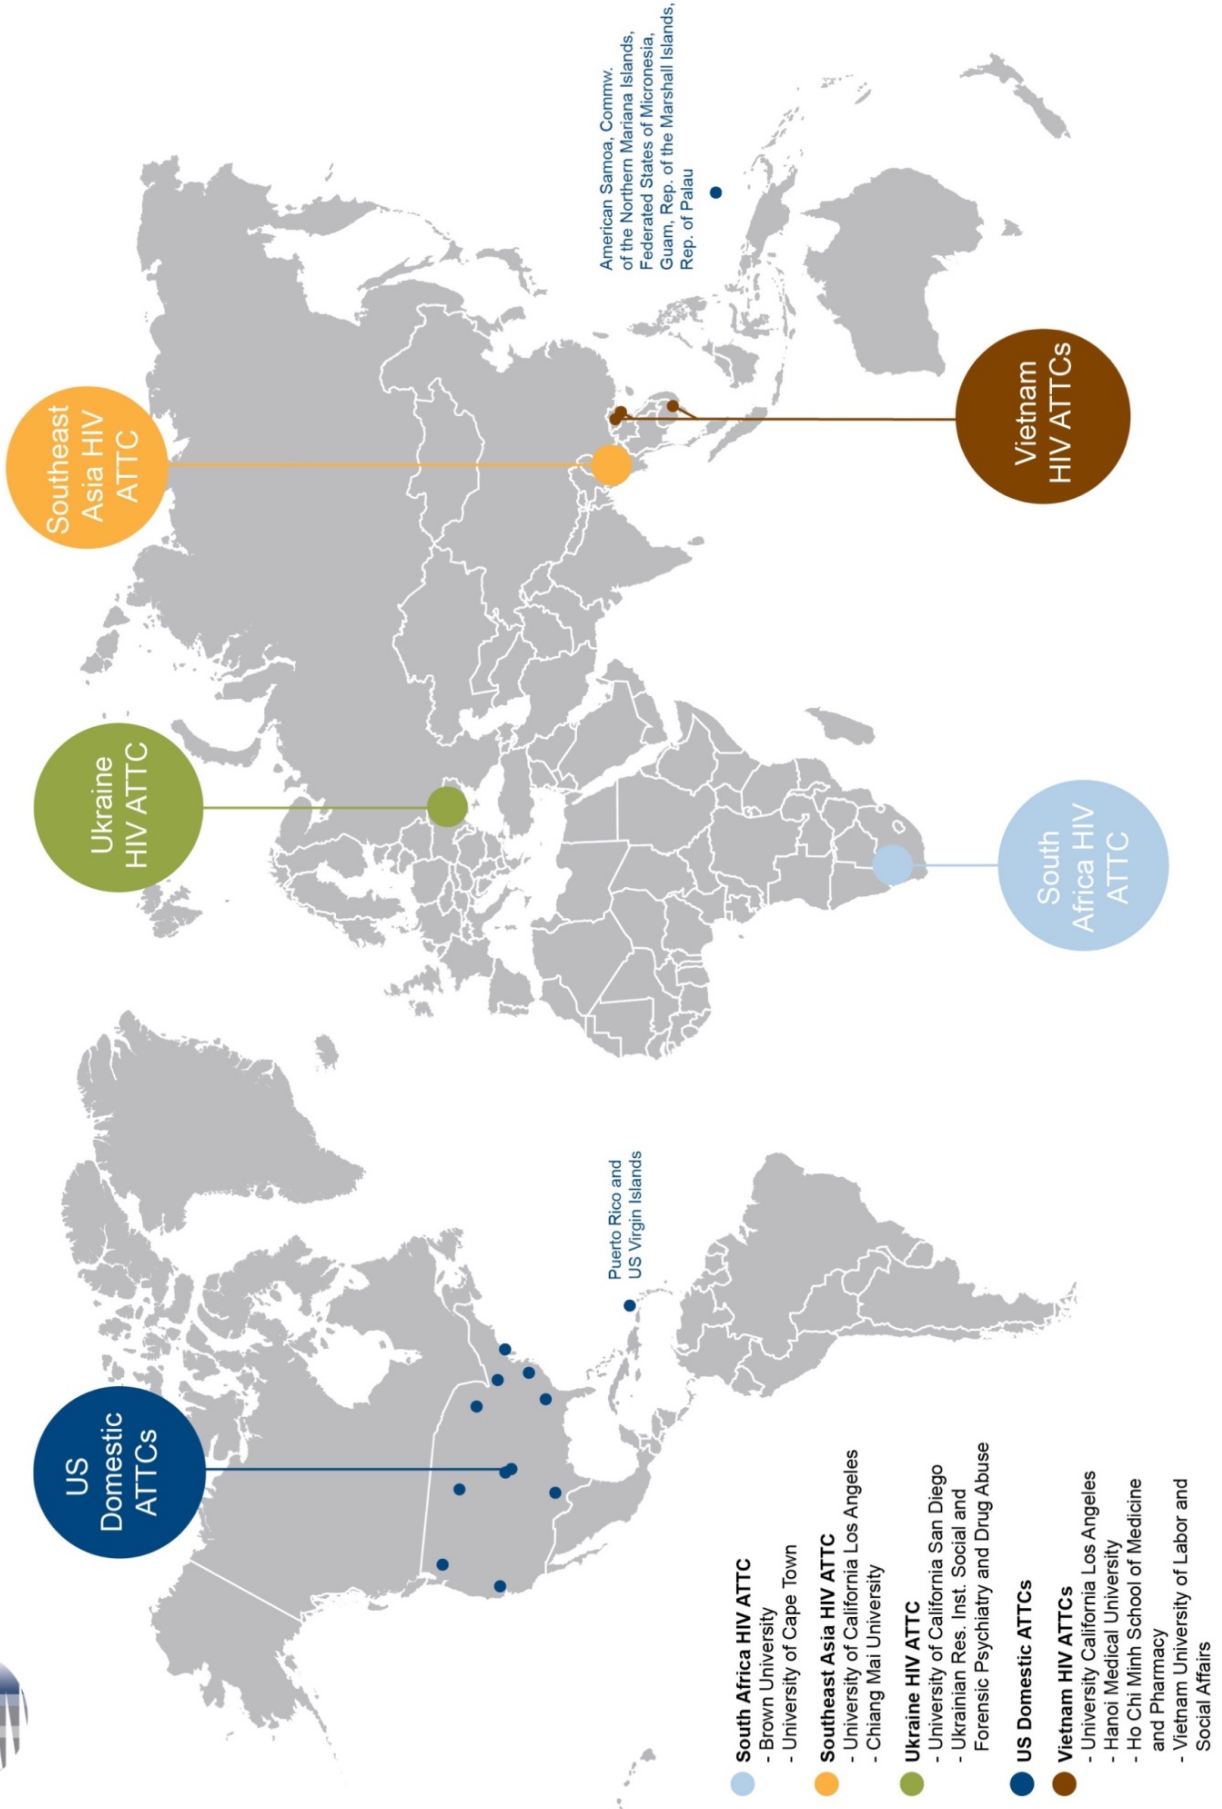 US
Domestic
ATTCs
Ukraine
HIV ATTC
Southeast
Asia HIV
ATTC
American Samoa, Commw.
of the Northern Mariana Islands,
Federated States of Micronesia,
Guam, Rep. of the Marshall Islands,
Rep. of Palau
Puerto Rico and
US Virgin Islands
South
Africa HIV
ATTC
Vietnam
HIV ATTCs
South Africa HIV ATTC
- Brown University
- University of Cape Town
Southeast Asia HIV ATTC
- University of California Los Angeles
- Chiang Mai University
Ukraine HIV ATTC
- University of California San Diego
- Ukrainian Res. Inst. Social and
Forensic Psychiatry and Drug Abuse
US Domestic ATTCs
Vietnam HIV ATTCs
- University California Los Angeles
- Hanoi Medical University
- Ho Chi Minh School of Medicine
and Pharmacy
- Vietnam University of Labor and
Social Affairs